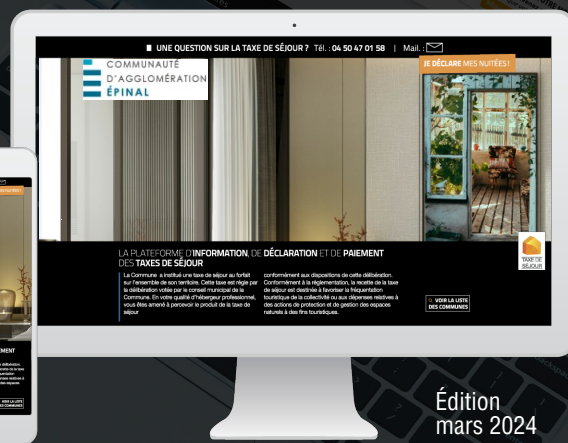 UNE QUESTION SUR LA TAXE DE SÉJOUR ? Tél. : 04 50 47 01 58 | Mail. :
JE DÉCLARE MES NUITÉES !
COMMUNAUTÉ
D'AGGLOMÉRATION
ÉPINAL
LA PLATEFORME D'INFORMATION, DE DÉCLARATION ET DE PAIEMENT
DES TAXES DE SÉJOUR
La Commune a institué une taxe de séjour au forfait
sur l'ensemble de son territoire. Cette taxe est régie par
la délibération votée par le conseil municipal de la
Commune. En votre qualité d'hébergeur professionnel,
vous êtes amené à percevoir le produit de la taxe de
séjour
conformément aux dispositions de cette délibération.
Conformément à la réglementation, la recette de la taxe
de séjour est destinée à favoriser la fréquentation
touristique de la collectivité ou aux dépenses relatives à
des actions de protection et de gestion des espaces
naturels à des fins touristiques.
TAXE DE
SÉJOUR
VOIR LA LISTE
DES COMMUNES
VOIR LA LISTE
DES COMMUNES
Édition
mars 2024